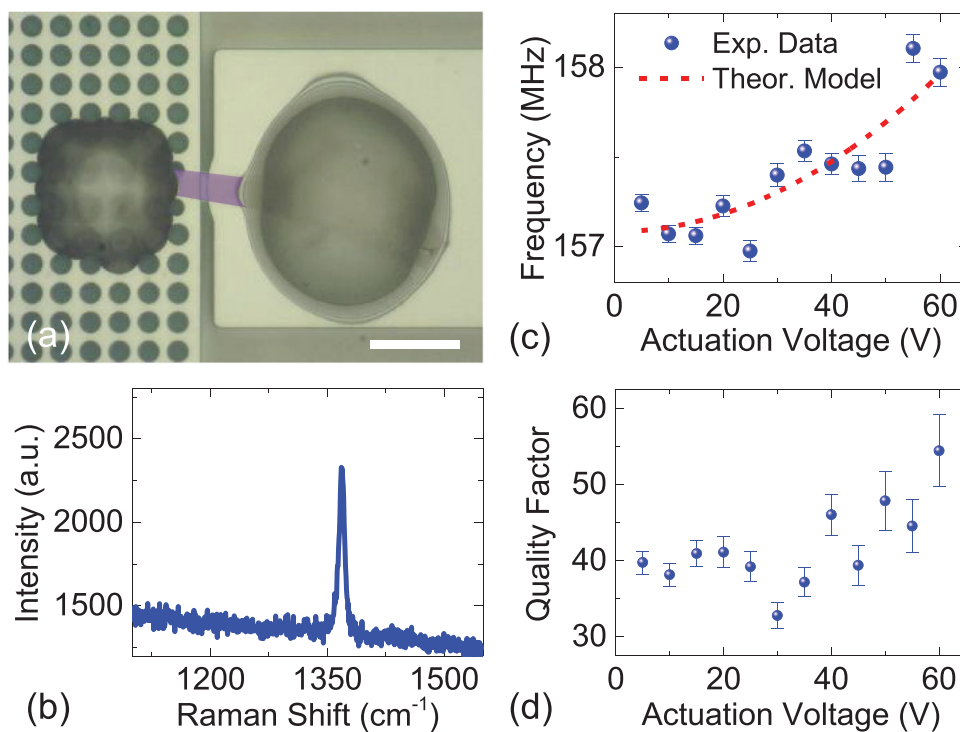 (a)
158
157
Frequency (MHz)
Exp. Data
Theor. Model
0
20
40
60
Actuation Voltage (V)
(c)
2500
2000
1500
Intensity (a.u.)
1200
1350
1500
Raman Shift (cm⁻¹)
(b)
60
50
40
30
Quality Factor
0
20
40
60
Actuation Voltage (V)
(d)